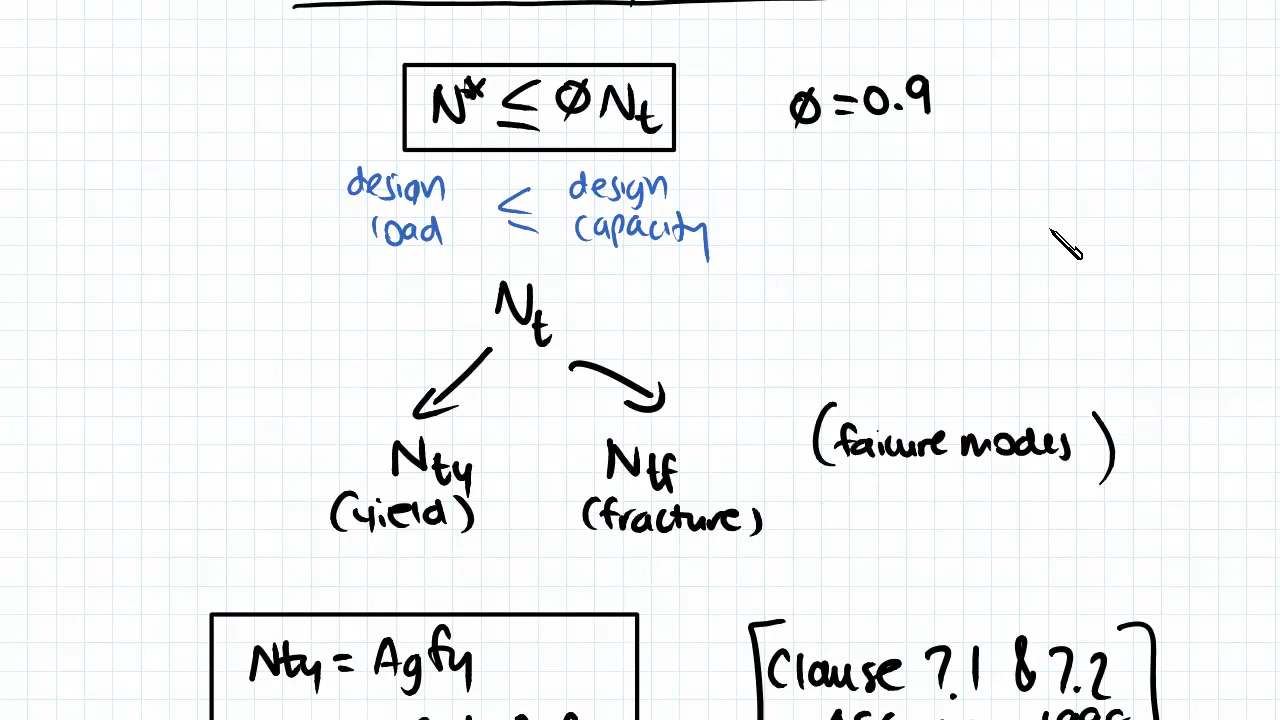 N* ≤ ØNt
Ø = 0.9
design load ≤ design capacity
Nt
Nty
Ntf
(failure modes)
(yield)
(fracture)
Nty = Agfy
[Clause 7.1 & 7.2]